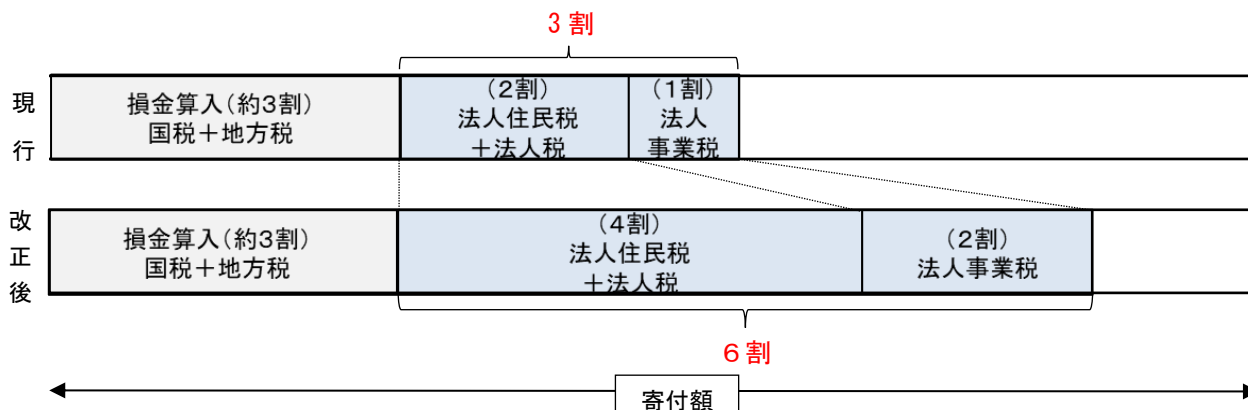 3割
現行
損金算入（約３割）
国税＋地方税
（２割）
法人住民税
＋法人税
（１割）
法人
事業税
改正後
損金算入（約３割）
国税＋地方税
（４割）
法人住民税
＋法人税
（２割）
法人事業税
６割
寄付額